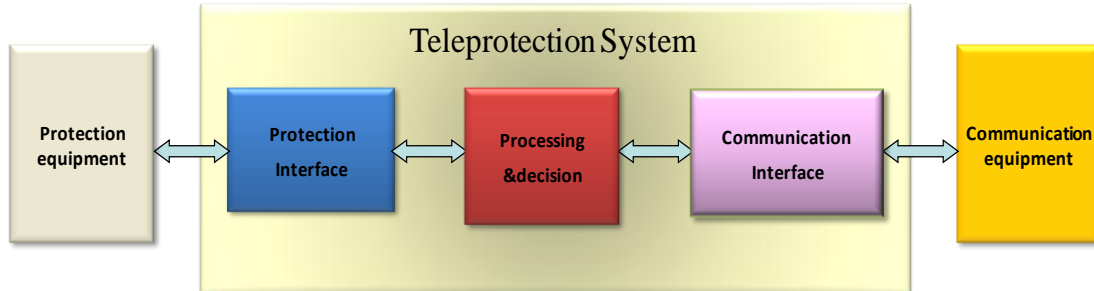 Teleprotection System
Protection
equipment
Protection
Interface
Processing
&decision
Communication
Interface
Communication
equipment